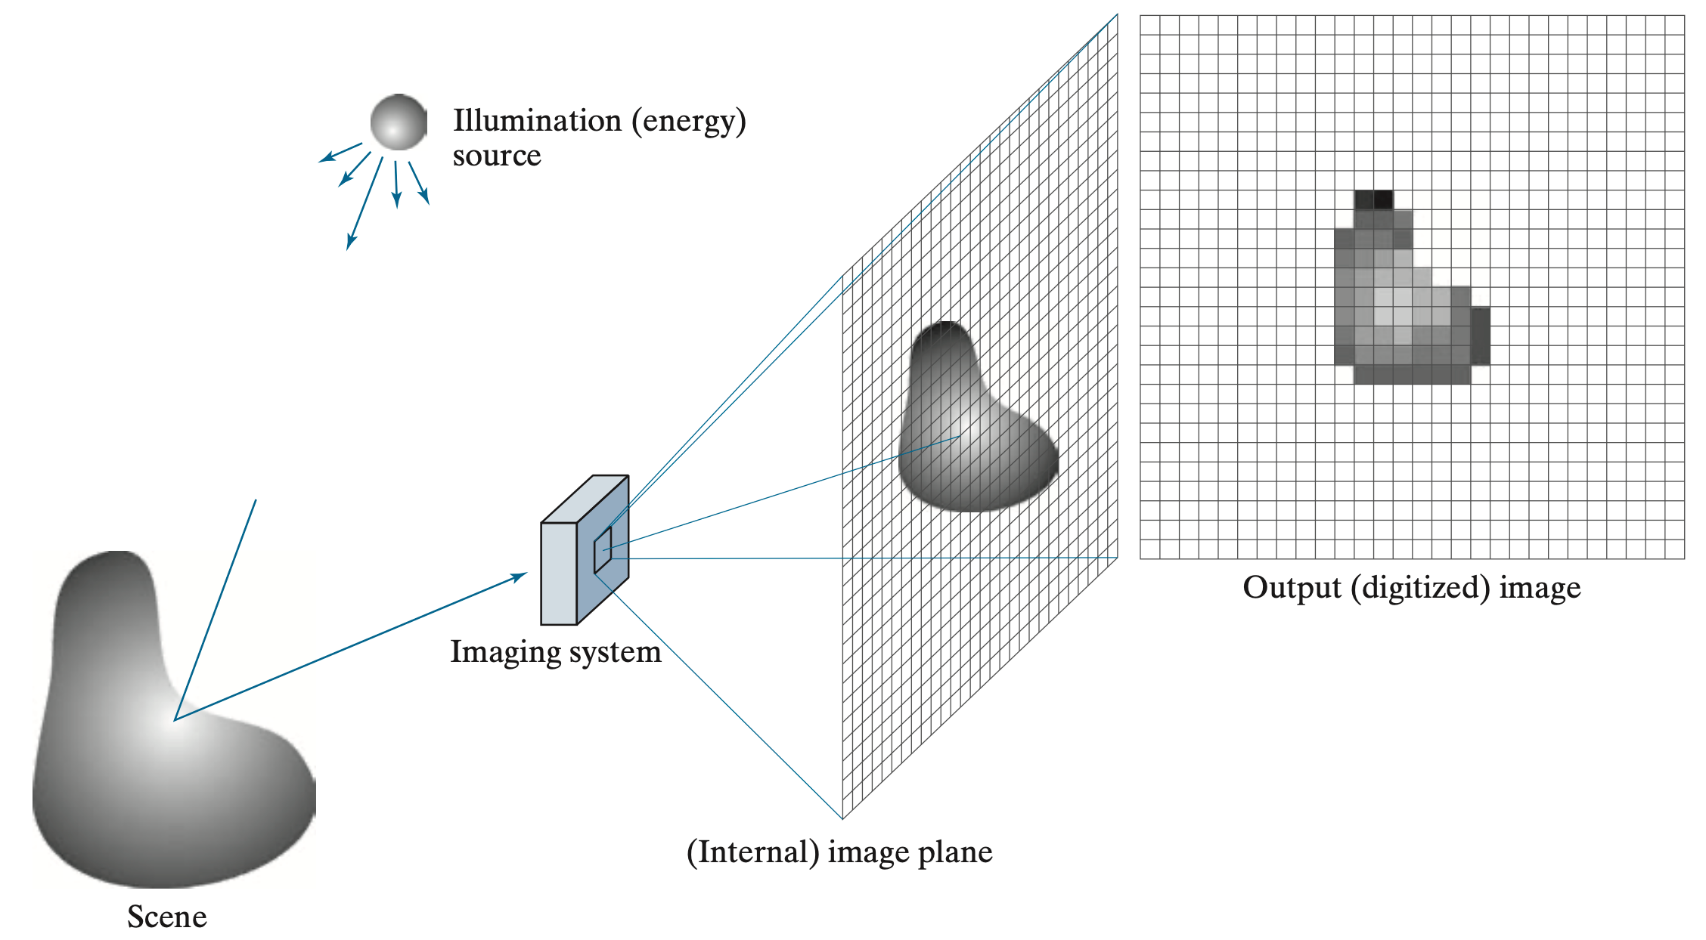 Illumination (energy)
source
Output (digitized) image
Imaging system
(Internal) image plane
Scene